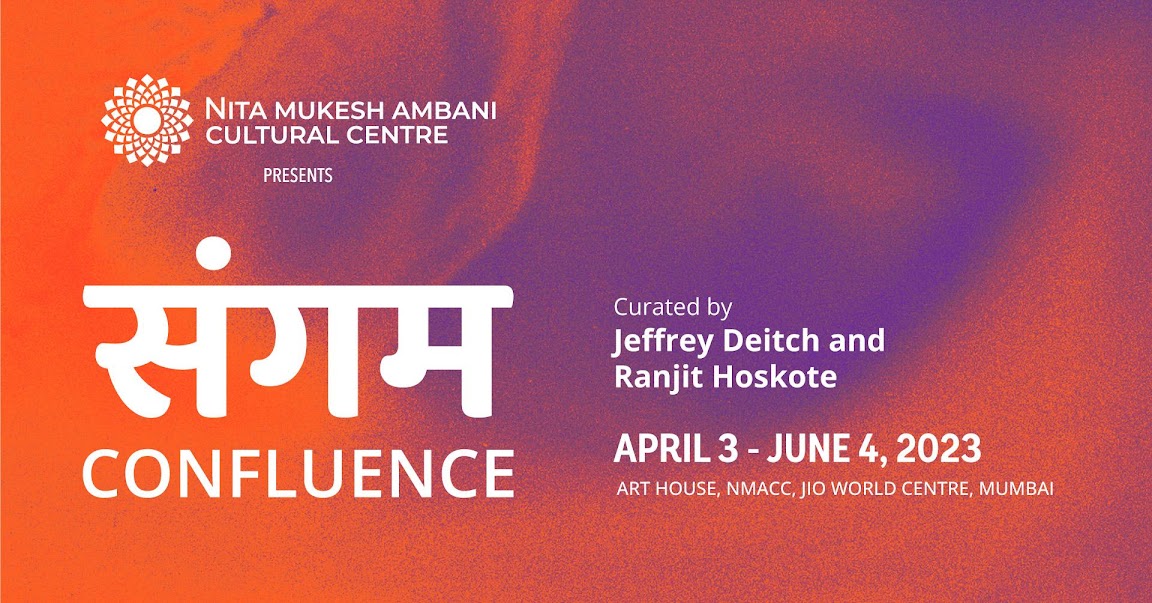 NITA MUKESH AMBANI
CULTURAL CENTRE
PRESENTS
संगम
CONFLUENCE
Curated by
Jeffrey Deitch and
Ranjit Hoskote
APRIL 3 - JUNE 4, 2023
ART HOUSE, NMACC, JIO WORLD CENTRE, MUMBAI